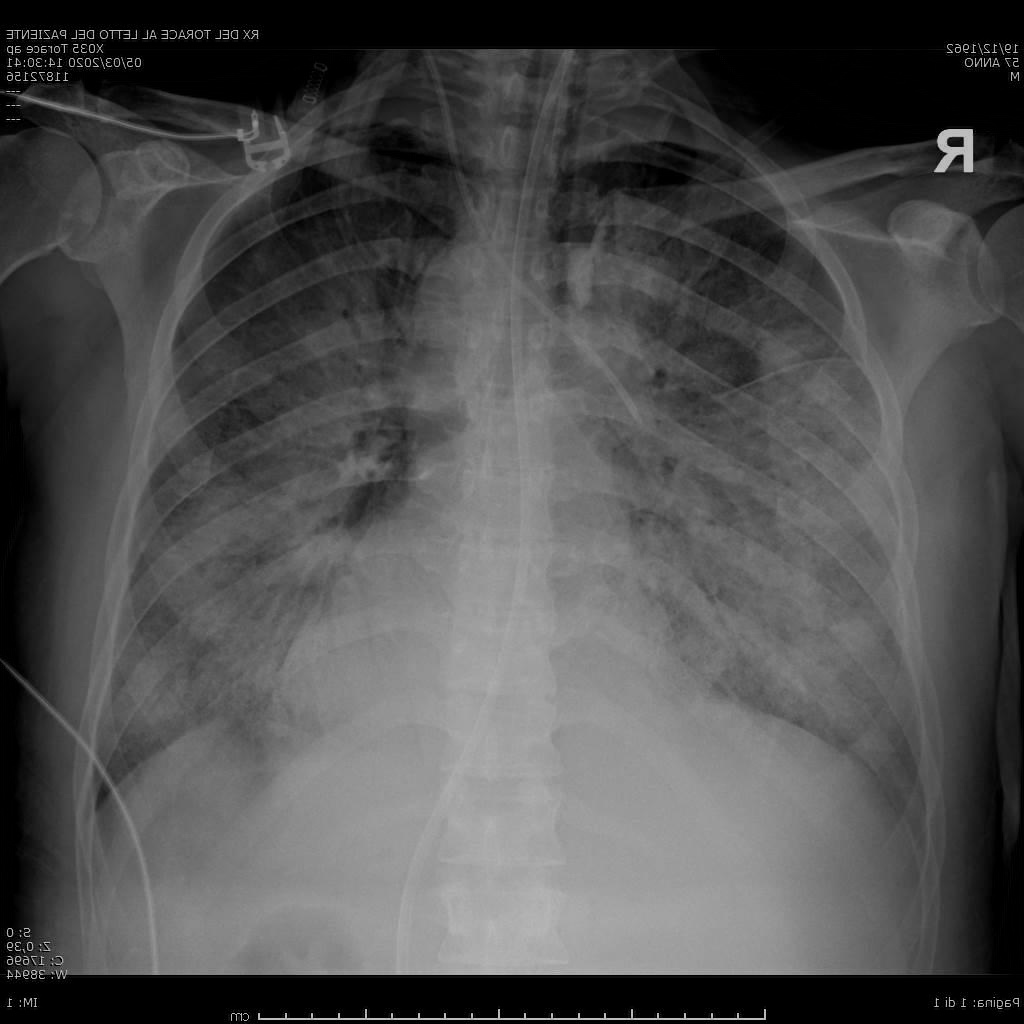 RX DEL TORACE AL LETTO DEL PAZIENTE
X035 Torace ap
05/03/2020 14:30:41
11872156
---
---
19/12/1962
57 ANNO
M
R
S: 0
Z: 0,39
C: 17696
W: 38944
IM: 1
Pagina: 1 di 1
cm